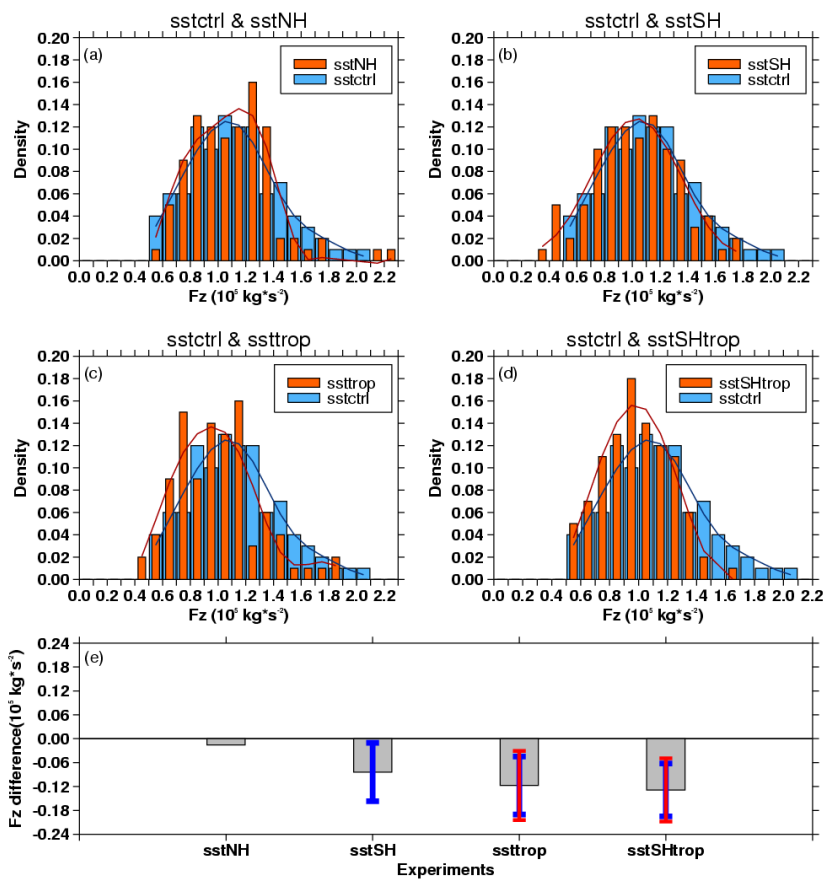 sstctrl & sstNH
sstctrl & sstSH
(a)
sstNH
sstctrl
Density
0.20
0.18
0.16
0.14
0.12
0.10
0.08
0.06
0.04
0.02
0.00
0.0 0.2 0.4 0.6 0.8 1.0 1.2 1.4 1.6 1.8 2.0 2.2
Fz (10⁵ kg*s⁻²)
(b)
sstSH
sstctrl
Density
0.20
0.18
0.16
0.14
0.12
0.10
0.08
0.06
0.04
0.02
0.00
0.0 0.2 0.4 0.6 0.8 1.0 1.2 1.4 1.6 1.8 2.0 2.2
Fz (10⁵ kg*s⁻²)
sstctrl & ssttrop
sstctrl & sstSHtrop
(c)
ssttrop
sstctrl
Density
0.20
0.18
0.16
0.14
0.12
0.10
0.08
0.06
0.04
0.02
0.00
0.0 0.2 0.4 0.6 0.8 1.0 1.2 1.4 1.6 1.8 2.0 2.2
Fz (10⁵ kg*s⁻²)
(d)
sstSHtrop
sstctrl
Density
0.20
0.18
0.16
0.14
0.12
0.10
0.08
0.06
0.04
0.02
0.00
0.0 0.2 0.4 0.6 0.8 1.0 1.2 1.4 1.6 1.8 2.0 2.2
Fz (10⁵ kg*s⁻²)
(e)
Fz difference(10⁵ kg*s⁻²)
0.24
0.18
0.12
0.06
0.00
-0.06
-0.12
-0.18
-0.24
sstNH sstSH ssttrop sstSHtrop
Experiments